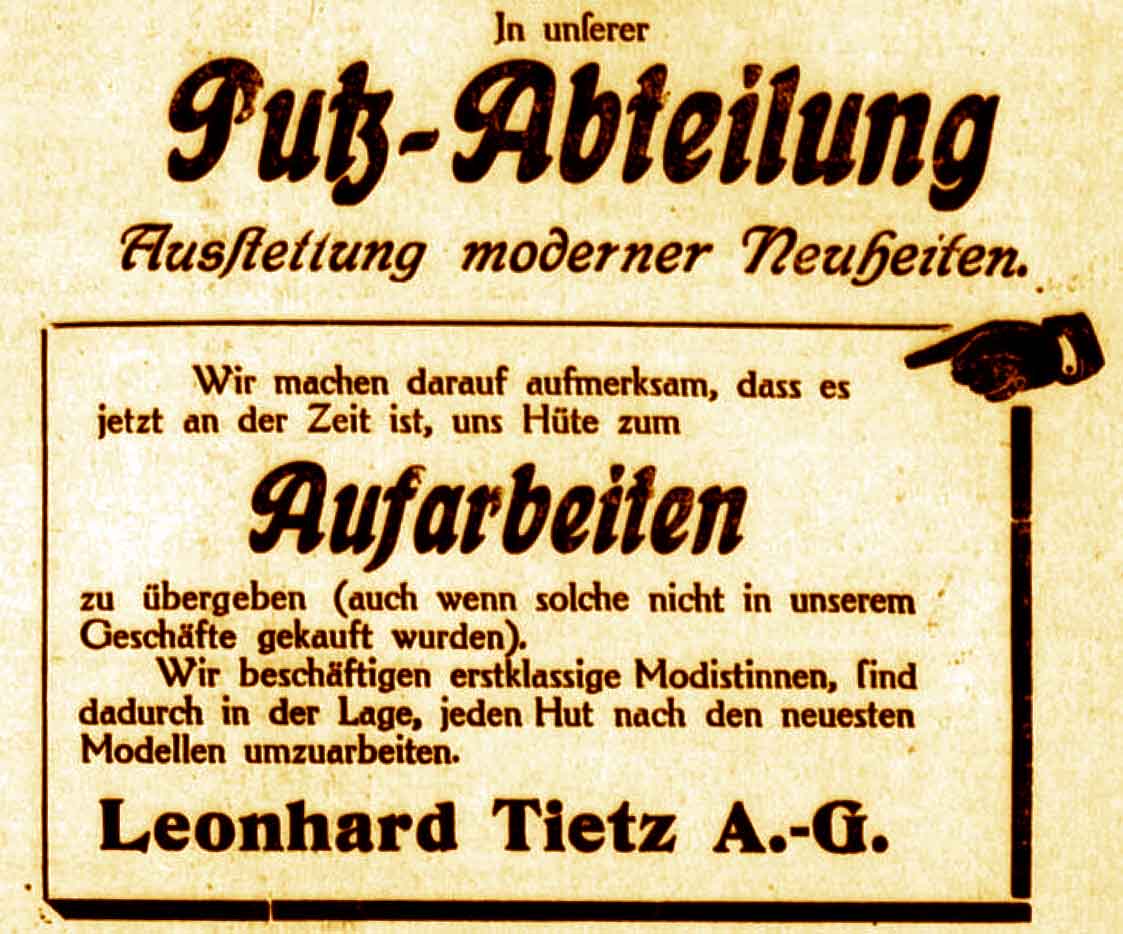 In unſerer
Putz-Abteilung
Ausſtellung moderner Neuheiten.
Wir machen darauf aufmerksam, dass es
jetzt an der Zeit ist, uns Hüte zum
Aufarbeiten
zu übergeben (auch wenn solche nicht in unserem
Geschäfte gekauft wurden).
Wir beschäftigen erstklassige Modistinnen, ſind
dadurch in der Lage, jeden Hut nach den neuesten
Modellen umzuarbeiten.
Leonhard Tietz A.-G.